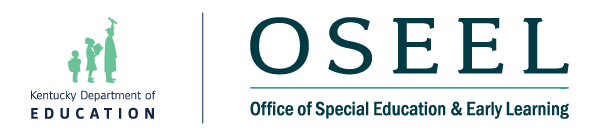 Kentucky Department of
EDUCATION
OSEEL
Office of Special Education & Early Learning